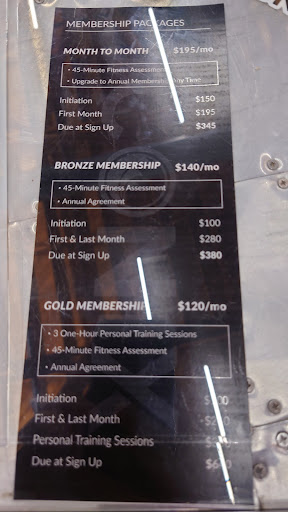 MEMBERSHIP PACKAGES
MONTH TO MONTH $195/mo
• 45-Minute Fitness Assessment
• Upgrade to Annual Membership Any Time
Initiation $150
First Month $195
Due at Sign Up $345
BRONZE MEMBERSHIP $140/mo
• 45-Minute Fitness Assessment
• Annual Agreement
Initiation $100
First & Last Month $280
Due at Sign Up $380
GOLD MEMBERSHIP $120/mo
• 3 One-Hour Personal Training Sessions
• 45-Minute Fitness Assessment
• Annual Agreement
Initiation
First & Last Month
Personal Training Sessions
Due at Sign Up